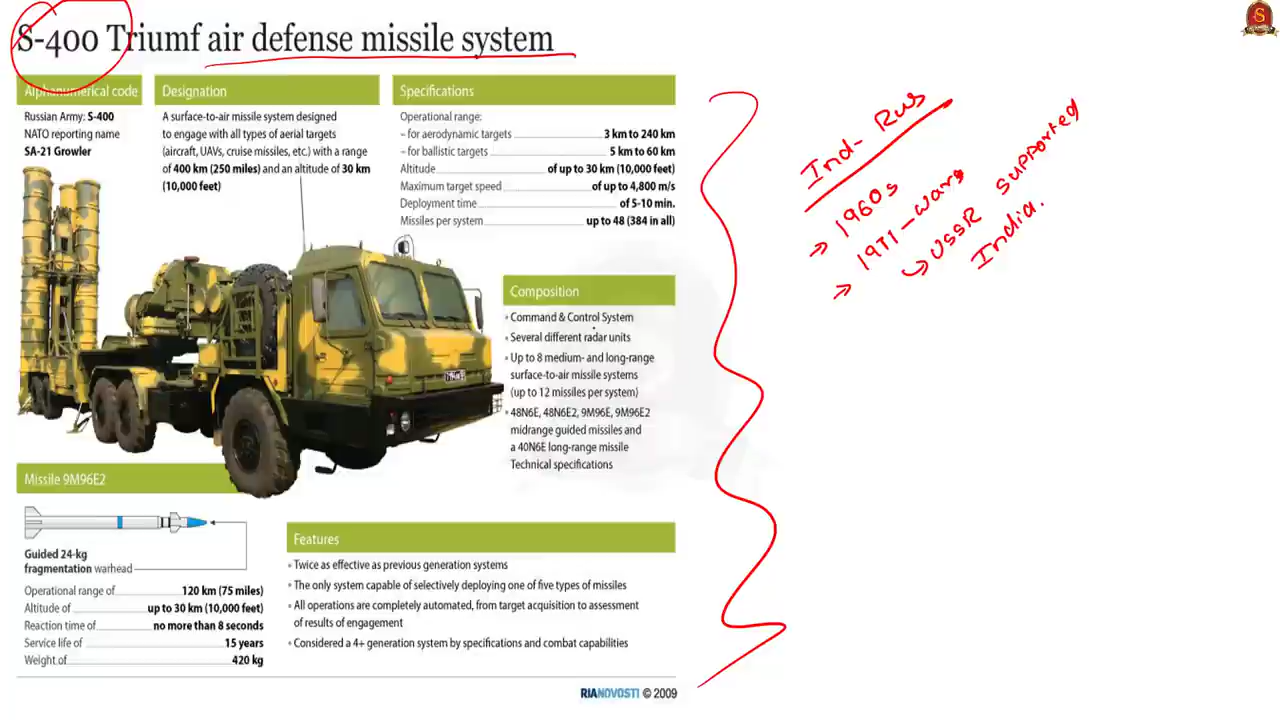 S-400 Triumf air defense missile system
Alphanumerical code
Russian Army: S-400
NATO reporting name
SA-21 Growler
Designation
A surface-to-air missile system designed
to engage with all types of aerial targets
(aircraft, UAVs, cruise missiles, etc.) with a range
of 400 km (250 miles) and an altitude of 30 km
(10,000 feet)
Specifications
Operational range:
– for aerodynamic targets 3 km to 240 km
– for ballistic targets 5 km to 60 km
Altitude of up to 30 km (10,000 feet)
Maximum target speed of up to 4,800 m/s
Deployment time of 5-10 min.
Missiles per system up to 48 (384 in all)
Composition
• Command & Control System
• Several different radar units
• Up to 8 medium- and long-range
surface-to-air missile systems
(up to 12 missiles per system)
• 48N6E, 48N6E2, 9M96E, 9M96E2
midrange guided missiles and
a 40N6E long-range missile
Technical specifications
Missile 9M96E2
Guided 24-kg
fragmentation warhead
Operational range of 120 km (75 miles)
Altitude of up to 30 km (10,000 feet)
Reaction time of no more than 8 seconds
Service life of 15 years
Weight of 420 kg
Features
• Twice as effective as previous generation systems
• The only system capable of selectively deploying one of five types of missiles
• All operations are completely automated, from target acquisition to assessment
of results of engagement
• Considered a 4+ generation system by specifications and combat capabilities
RIANOVOSTI © 2009
Ind- Rus
→ 1960s
→ 1971 - wars
↳ USSR supported
India.